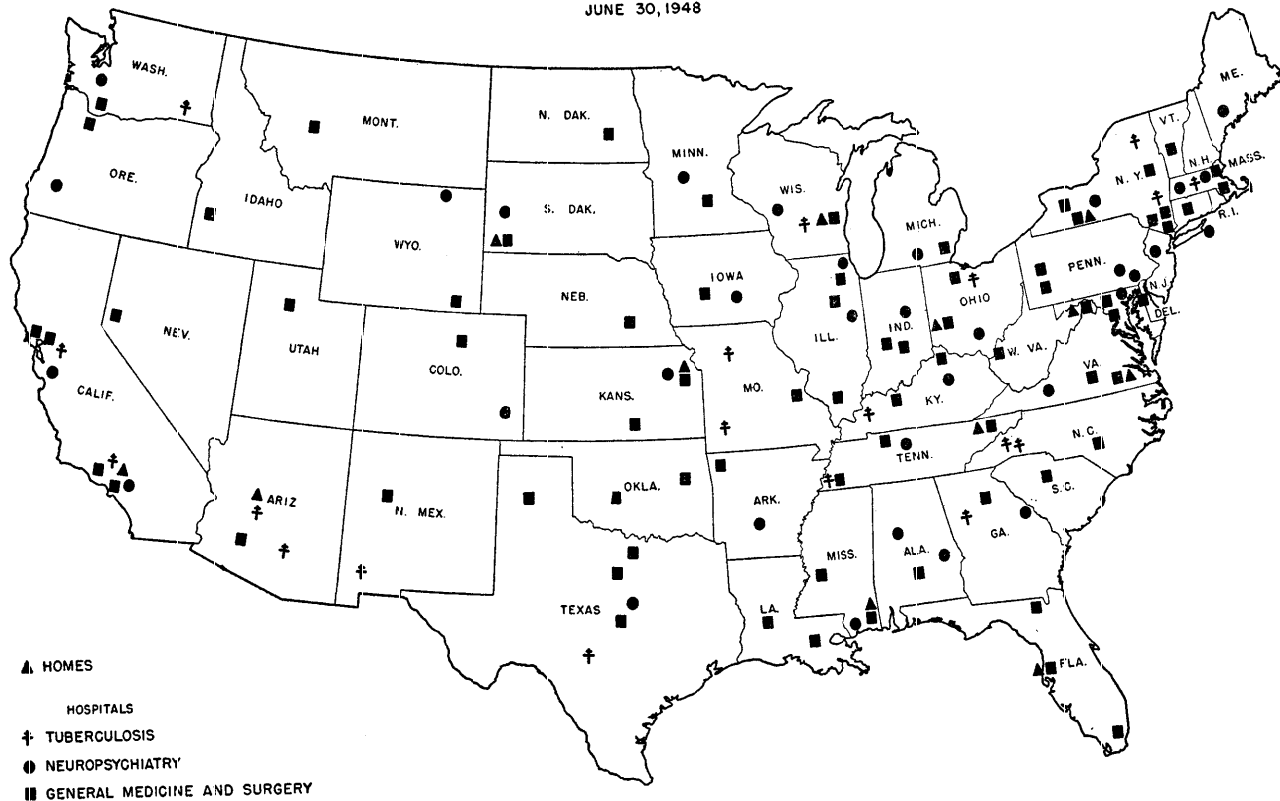 JUNE 30, 1948
WASH.
MONT.
N. DAK.
MINN.
ME.
VT.
N.H.
MASS.
ORE.
IDAHO
S. DAK.
WIS.
MICH.
N.Y.
R.I.
WYO.
NEB.
IOWA
PENN.
N.J.
NEV.
UTAH
COLO.
ILL.
IND.
OHIO
W. VA.
DEL.
CALIF.
KANS.
MO.
KY.
VA.
ARIZ
N. MEX.
OKLA.
ARK.
TENN.
N.C.
S.C.
TEXAS
LA.
MISS.
ALA.
GA.
FLA.
HOMES
HOSPITALS
TUBERCULOSIS
NEUROPSYCHIATRY
GENERAL MEDICINE AND SURGERY